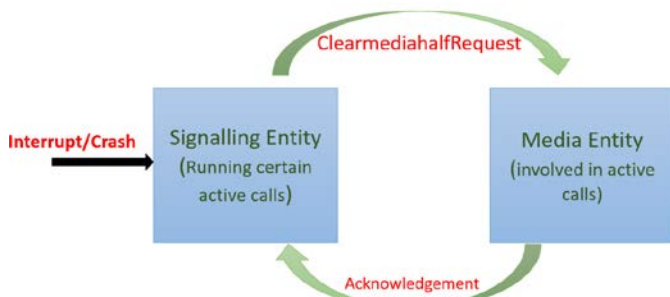 ClearmediahalfRequest
Interrupt/Crash
Signalling Entity
(Running certain
active calls)
Media Entity
(involved in active
calls)
Acknowledgement